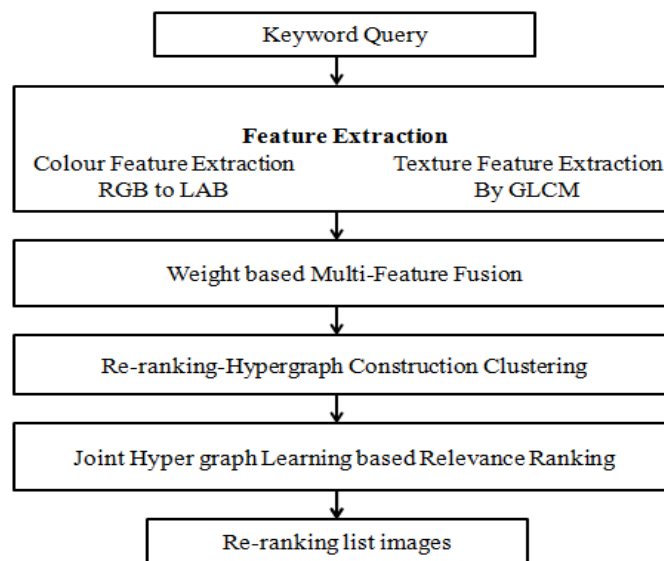 Keyword Query
Feature Extraction
Colour Feature Extraction Texture Feature Extraction
RGB to LAB By GLCM
Weight based Multi-Feature Fusion
Re-ranking-Hypergraph Construction Clustering
Joint Hyper graph Learning based Relevance Ranking
Re-ranking list images